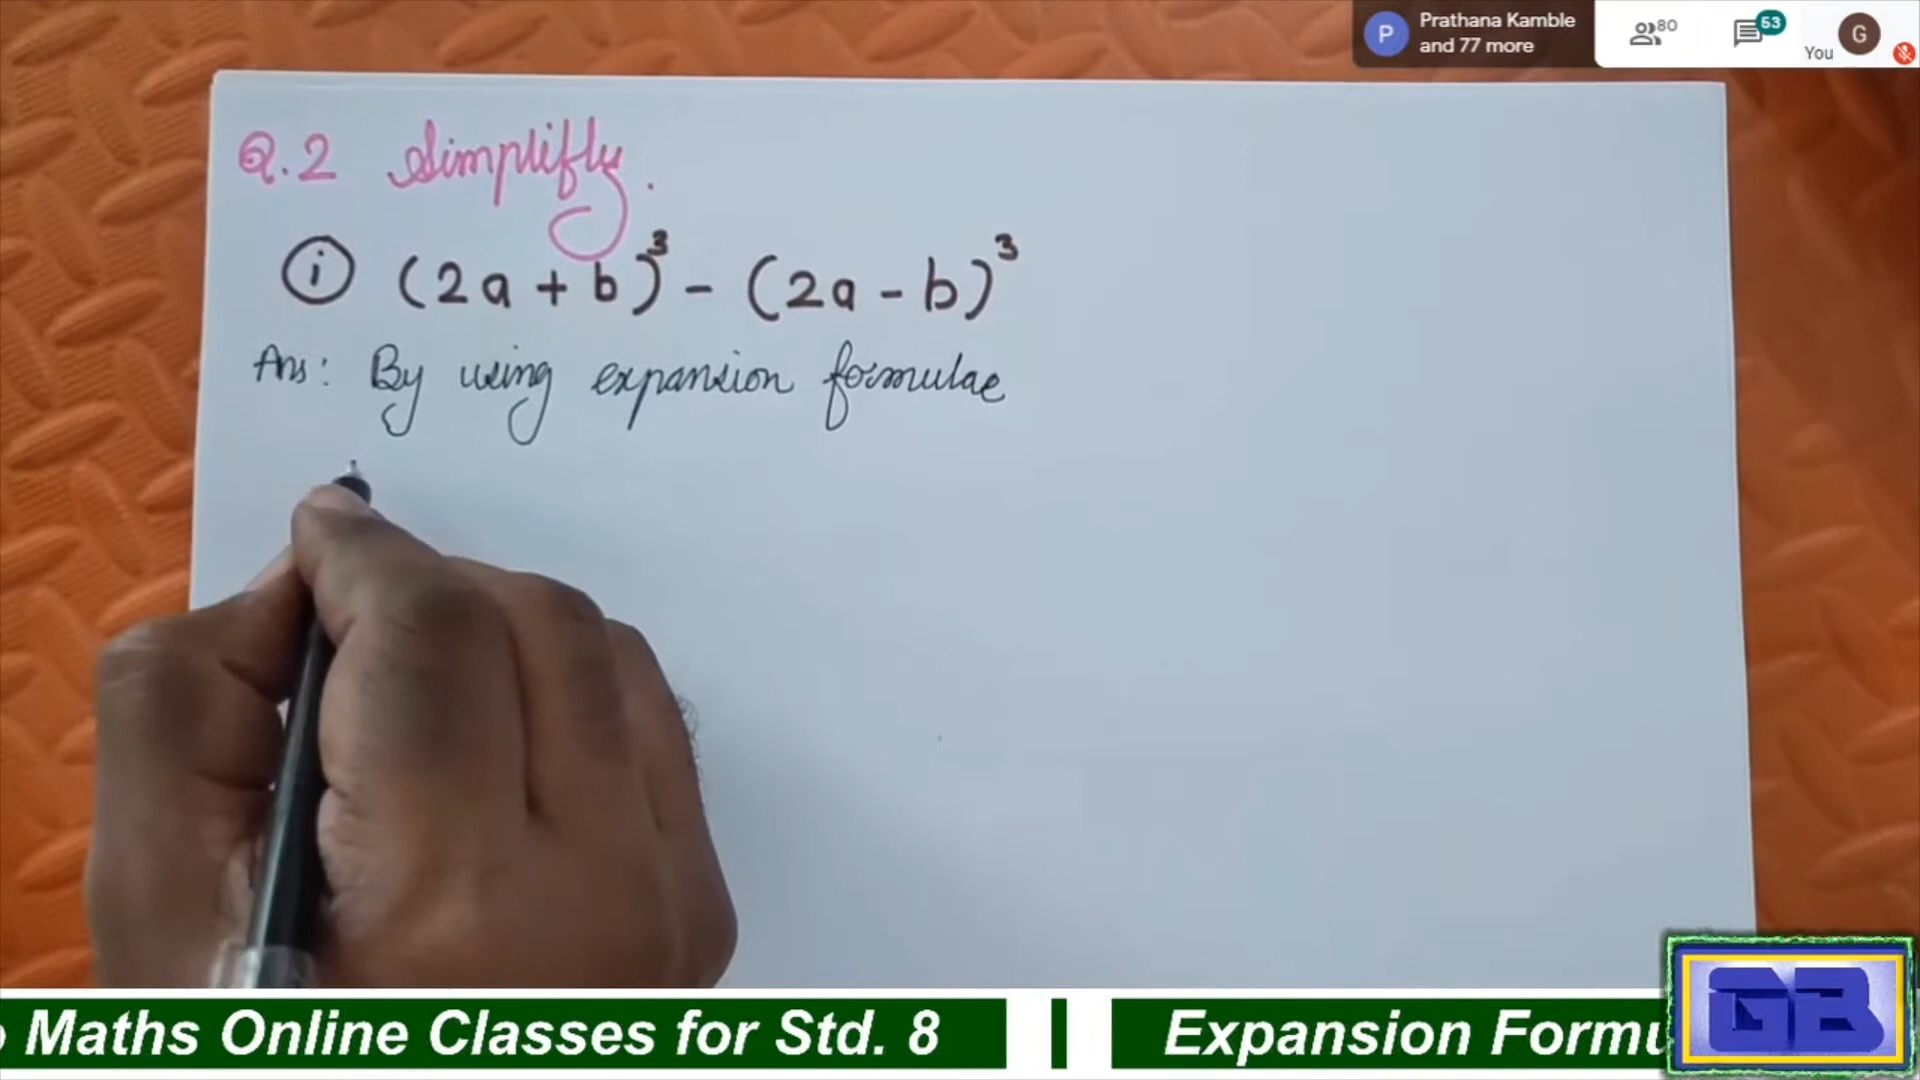 Prathana Kamble
and 77 more
P
80
53
You
G
Q.2 Simplifly.
i (2a + b)³ - (2a - b)³
Ans: By using expansion formulae
Maths Online Classes for Std. 8 || Expansion Formu
GB